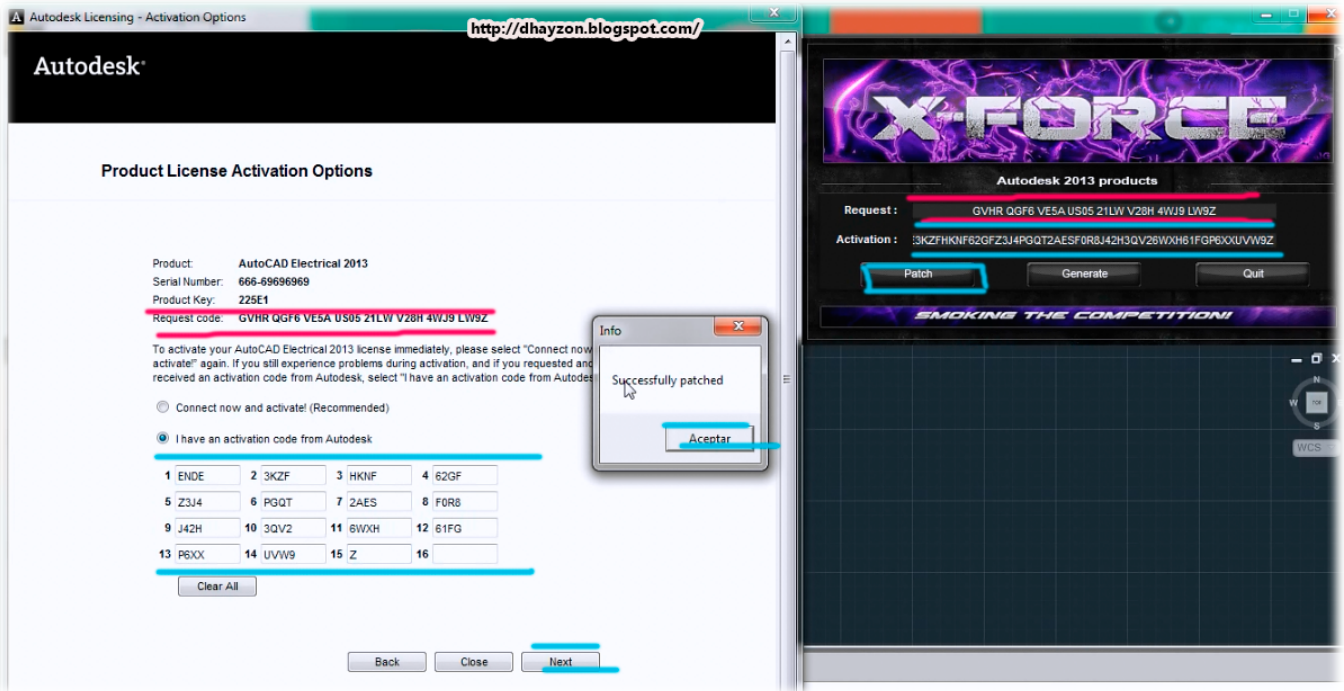 Autodesk Licensing - Activation Options
http://dhayzon.blogspot.com/
Autodesk
Product License Activation Options
Product: AutoCAD Electrical 2013
Serial Number: 666-69696969
Product Key: 225E1
Request code: GVHR QGF6 VE5A US05 21LW V28H 4WJ9 LW9Z
To activate your AutoCAD Electrical 2013 license immediately, please select "Connect now
activate!" again. If you still experience problems during activation, and if you requested and
received an activation code from Autodesk, select "I have an activation code from Autodes
Connect now and activate! (Recommended)
I have an activation code from Autodesk
1 ENDE 2 3KZF 3 HKNF 4 62GF
5 Z3J4 6 PGQT 7 2AES 8 F0R8
9 J42H 10 3QV2 11 6WXH 12 61FG
13 P6XX 14 UVW9 15 Z 16
Clear All
Back Close Next
Info
Successfully patched
Aceptar
X-FORCE
Autodesk 2013 products
Request : GVHR QGF6 VE5A US05 21LW V28H 4WJ9 LW9Z
Activation : 3KZFHKNF62GFZ3J4PGQT2AESF0R8J42H3QV26WXH61FGP6XXUVW9Z
Patch Generate Quit
SMOKING THE COMPETITION!
N
W TOP
S
WCS